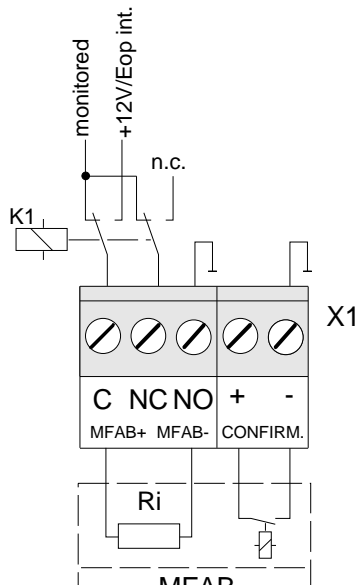 monitored
+12V/Eop int.
n.c.
K1
X1
C NC NO + -
MFAB+ MFAB- CONFIRM.
Ri
MFAB